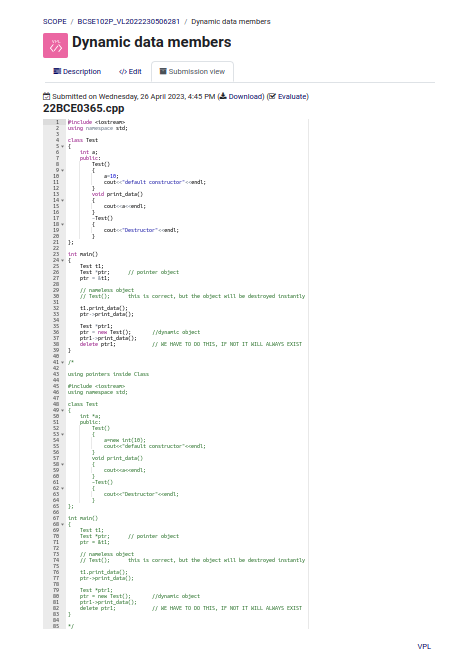 SCOPE / BCSE102P_VL2022230506281 / Dynamic data members
Dynamic data members
Description
Edit
Submission view
Submitted on Wednesday, 26 April 2023, 4:45 PM (Download) (Evaluate)
22BCE0365.cpp
1 #include <iostream>
2 using namespace std;
3
4 class Test
5 {
6 int a;
7 public:
8 Test()
9 {
10 a=10;
11 cout<<"default constructor"<<endl;
12 }
13 void print_data()
14 {
15 cout<<a<<endl;
16 }
17 ~Test()
18 {
19 cout<<"Destructor"<<endl;
20 }
21 };
22
23 int main()
24 {
25 Test t1;
26 Test *ptr; // pointer object
27 ptr = &t1;
28
29 // nameless object
30 // Test(); this is correct, but the object will be destroyed instantly
31
32 t1.print_data();
33 ptr->print_data();
34
35 Test *ptr1;
36 ptr = new Test(); //dynamic object
37 ptr1->print_data();
38 delete ptr1; // WE HAVE TO DO THIS, IF NOT IT WILL ALWAYS EXIST
39 }
40
41 /*
42
43 using pointers inside Class
44
45 #include <iostream>
46 using namespace std;
47
48 class Test
49 {
50 int *a;
51 public:
52 Test()
53 {
54 a=new int(10);
55 cout<<"default constructor"<<endl;
56 }
57 void print_data()
58 {
59 cout<<a<<endl;
60 }
61 ~Test()
62 {
63 cout<<"Destructor"<<endl;
64 }
65 };
66
67 int main()
68 {
69 Test t1;
70 Test *ptr; // pointer object
71 ptr = &t1;
72
73 // nameless object
74 // Test(); this is correct, but the object will be destroyed instantly
75
76 t1.print_data();
77 ptr->print_data();
78
79 Test *ptr1;
80 ptr = new Test(); //dynamic object
81 ptr1->print_data();
82 delete ptr1; // WE HAVE TO DO THIS, IF NOT IT WILL ALWAYS EXIST
83 }
84
85 */
VPL